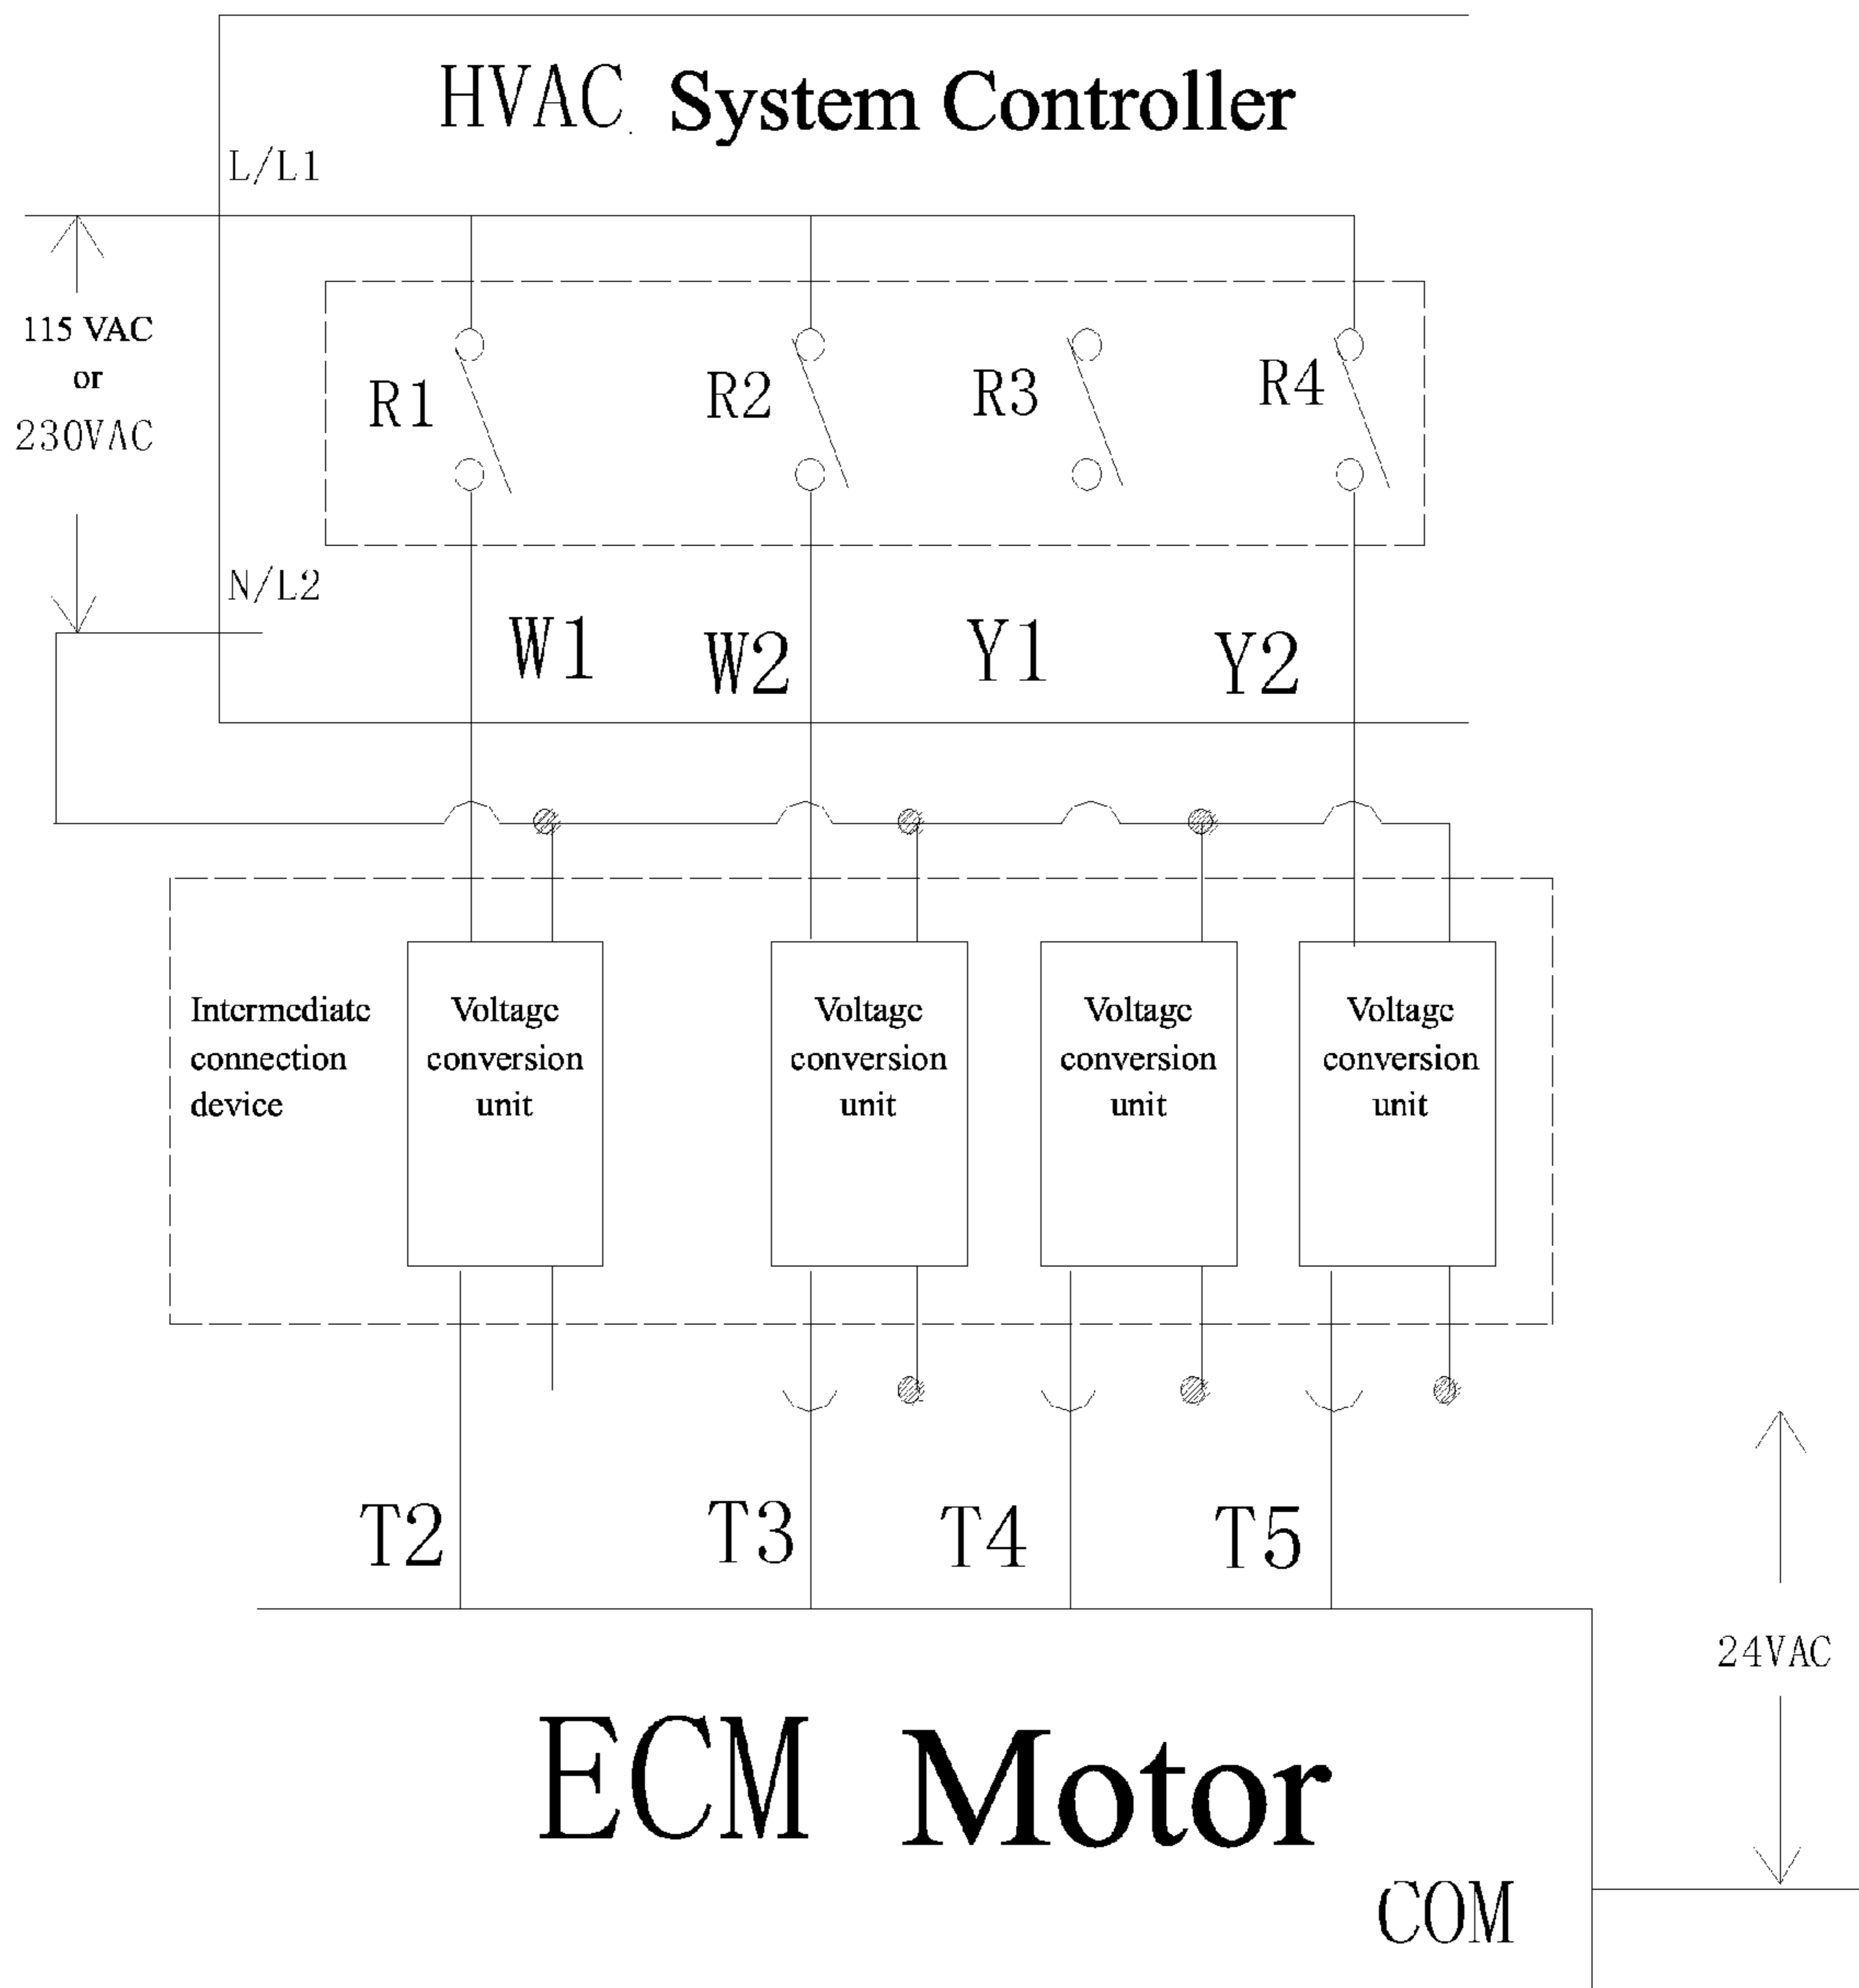 HVAC System Controller
L/L1
115 VAC
or
230VAC
R1
R2
R3
R4
N/L2
W1
W2
Y1
Y2
Intermediate
connection
device
Voltage
conversion
unit
Voltage
conversion
unit
Voltage
conversion
unit
Voltage
conversion
unit
T2
T3
T4
T5
24VAC
ECM Motor
COM